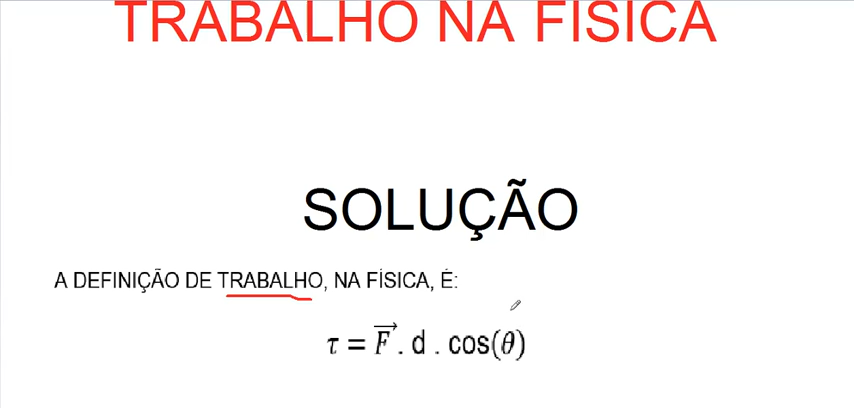 TRABALHO NA FÍSICA
SOLUÇÃO
A DEFINIÇÃO DE TRABALHO, NA FÍSICA, É:
τ = F⃗ . d . cos(θ)